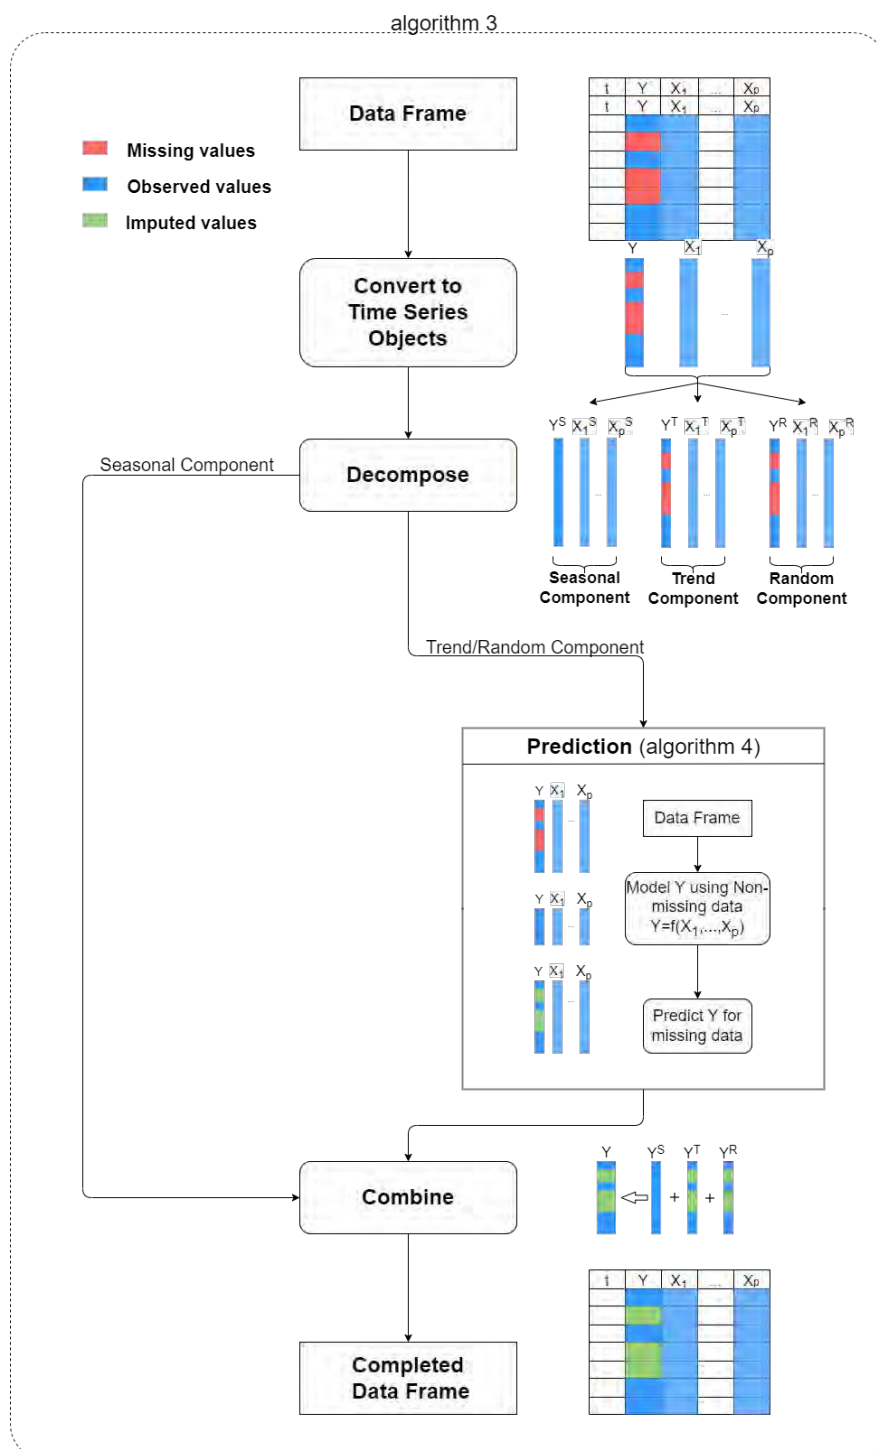 algorithm 3
Data Frame
t Y X₁ ... Xₚ
t Y X₁ ... Xₚ
Missing values
Observed values
Imputed values
Y X₁ Xₚ
...
Convert to
Time Series
Objects
Yˢ X₁ˢ Xₚˢ Yᵀ X₁ᵀ Xₚᵀ Yᴿ X₁ᴿ Xₚᴿ
Seasonal Component
Decompose
... ... ...
Seasonal
Component
Trend
Component
Random
Component
Trend/Random Component
Prediction (algorithm 4)
Y X₁ Xₚ
...
Data Frame
Model Y using Non-
missing data
Y=f(X₁,...,Xₚ)
Y X₁ Xₚ
...
Y X₁ Xₚ
...
Predict Y for
missing data
Combine
Y Yˢ Yᵀ Yᴿ
+ +
t Y X₁ ... Xₚ
Completed
Data Frame